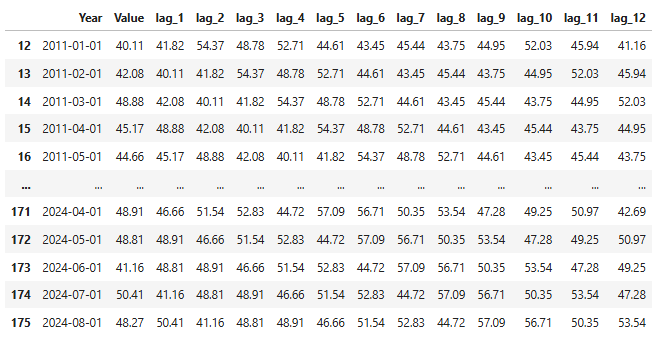 Year Value lag_1 lag_2 lag_3 lag_4 lag_5 lag_6 lag_7 lag_8 lag_9 lag_10 lag_11 lag_12
12 2011-01-01 40.11 41.82 54.37 48.78 52.71 44.61 43.45 45.44 43.75 44.95 52.03 45.94 41.16
13 2011-02-01 42.08 40.11 41.82 54.37 48.78 52.71 44.61 43.45 45.44 43.75 44.95 52.03 45.94
14 2011-03-01 48.88 42.08 40.11 41.82 54.37 48.78 52.71 44.61 43.45 45.44 43.75 44.95 52.03
15 2011-04-01 45.17 48.88 42.08 40.11 41.82 54.37 48.78 52.71 44.61 43.45 45.44 43.75 44.95
16 2011-05-01 44.66 45.17 48.88 42.08 40.11 41.82 54.37 48.78 52.71 44.61 43.45 45.44 43.75
... ... ... ... ... ... ... ... ... ... ... ... ... ... ...
171 2024-04-01 48.91 46.66 51.54 52.83 44.72 57.09 56.71 50.35 53.54 47.28 49.25 50.97 42.69
172 2024-05-01 48.81 48.91 46.66 51.54 52.83 44.72 57.09 56.71 50.35 53.54 47.28 49.25 50.97
173 2024-06-01 41.16 48.81 48.91 46.66 51.54 52.83 44.72 57.09 56.71 50.35 53.54 47.28 49.25
174 2024-07-01 50.41 41.16 48.81 48.91 46.66 51.54 52.83 44.72 57.09 56.71 50.35 53.54 47.28
175 2024-08-01 48.27 50.41 41.16 48.81 48.91 46.66 51.54 52.83 44.72 57.09 56.71 50.35 53.54